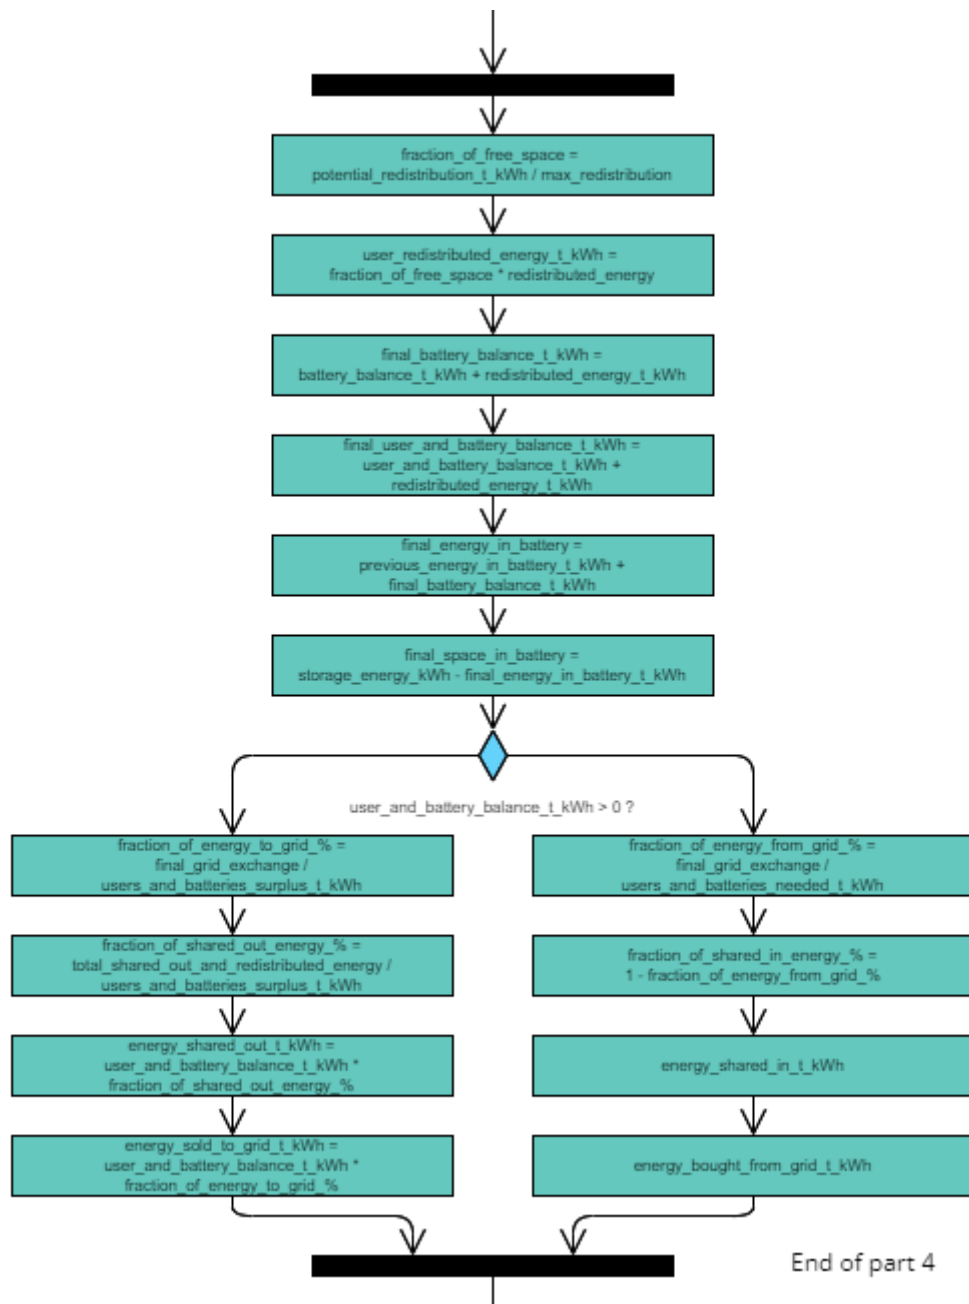 fraction_of_free_space =
potential_redistribution_t_kWh / max_redistribution
user_redistributed_energy_t_kWh =
fraction_of_free_space * redistributed_energy
final_battery_balance_t_kWh =
battery_balance_t_kWh + redistributed_energy_t_kWh
final_user_and_battery_balance_t_kWh =
user_and_battery_balance_t_kWh +
redistributed_energy_t_kWh
final_energy_in_battery =
previous_energy_in_battery_t_kWh +
final_battery_balance_t_kWh
final_space_in_battery =
storage_energy_kWh - final_energy_in_battery_t_kWh
user_and_battery_balance_t_kWh > 0 ?
fraction_of_energy_to_grid_% =
final_grid_exchange /
users_and_batteries_surplus_t_kWh
fraction_of_shared_out_energy_% =
total_shared_out_and_redistributed_energy /
users_and_batteries_surplus_t_kWh
energy_shared_out_t_kWh =
user_and_battery_balance_t_kWh *
fraction_of_shared_out_energy_%
energy_sold_to_grid_t_kWh =
user_and_battery_balance_t_kWh *
fraction_of_energy_to_grid_%
fraction_of_energy_from_grid_% =
final_grid_exchange /
users_and_batteries_needed_t_kWh
fraction_of_shared_in_energy_% =
1 - fraction_of_energy_from_grid_%
energy_shared_in_t_kWh
energy_bought_from_grid_t_kWh
End of part 4